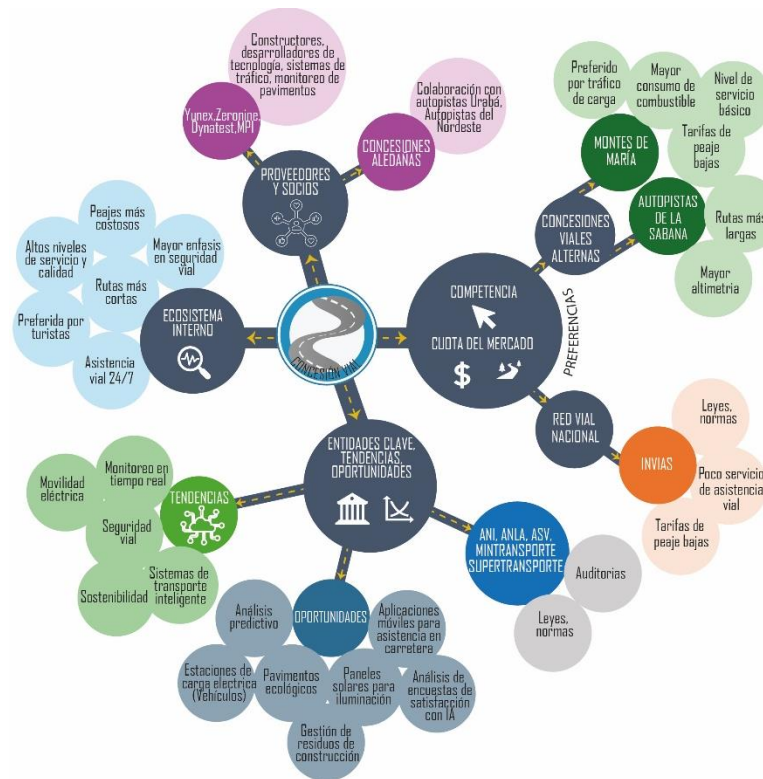 Constructores,
desarrolladores de
tecnología, sistemas de
tráfico, monitoreo de
pavimentos
Yunex,Zeronine,
Dynatest,MPI
Colaboración con
autopistas Urabá,
Autopistas del
Nordeste
CONCESIONES
ALEDAÑAS
PROVEEDORES
Y SOCIOS
Preferido
por tráfico
de carga
Mayor
consumo de
combustible
Nivel de
servicio
básico
MONTES DE
MARÍA
Tarifas de
peaje bajas
AUTOPISTAS
DE LA
SABANA
Rutas más
largas
Mayor
altimetria
CONCESIONES
VIALES
ALTERNAS
Peajes más
costosos
Altos niveles
de servicio y
calidad
Mayor enfasis
en seguridad
vial
Rutas más
cortas
Preferida por
turistas
Asistencia
vial 24/7
ECOSISTEMA
INTERNO
CONCESIÓN VIAL
COMPETENCIA
CUOTA DEL MERCADO
$
PREFERENCIAS
RED VIAL
NACIONAL
INVIAS
Leyes,
normas
Poco servicio
de asistencia
vial
Tarifas de
peaje bajas
ENTIDADES CLAVE,
TENDENCIAS,
OPORTUNIDADES
Movilidad
eléctrica
Monitoreo en
tiempo real
TENDENCIAS
Seguridad
vial
Sostenibilidad
Sistemas de
transporte
inteligente
ANI, ANLA, ASV,
MINTRANSPORTE
SUPERTRANSPORTE
Auditorias
Leyes,
normas
Análisis
predictivo
OPORTUNIDADES
Aplicaciones
móviles para
asistencia en
carretera
Estaciones de
carga electrica
(Vehículos)
Pavimentos
ecológicos
Paneles
solares para
iluminación
Análisis de
encuestas de
satisfacción
con IA
Gestión de
residuos de
construcción